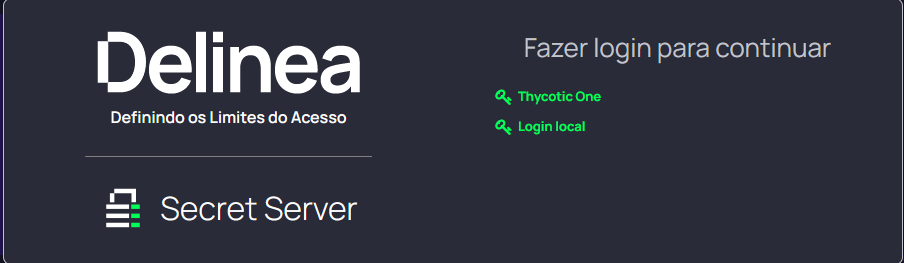 Delinea
Definindo os Limites do Acesso
Secret Server
Fazer login para continuar
Thycotic One
Login local